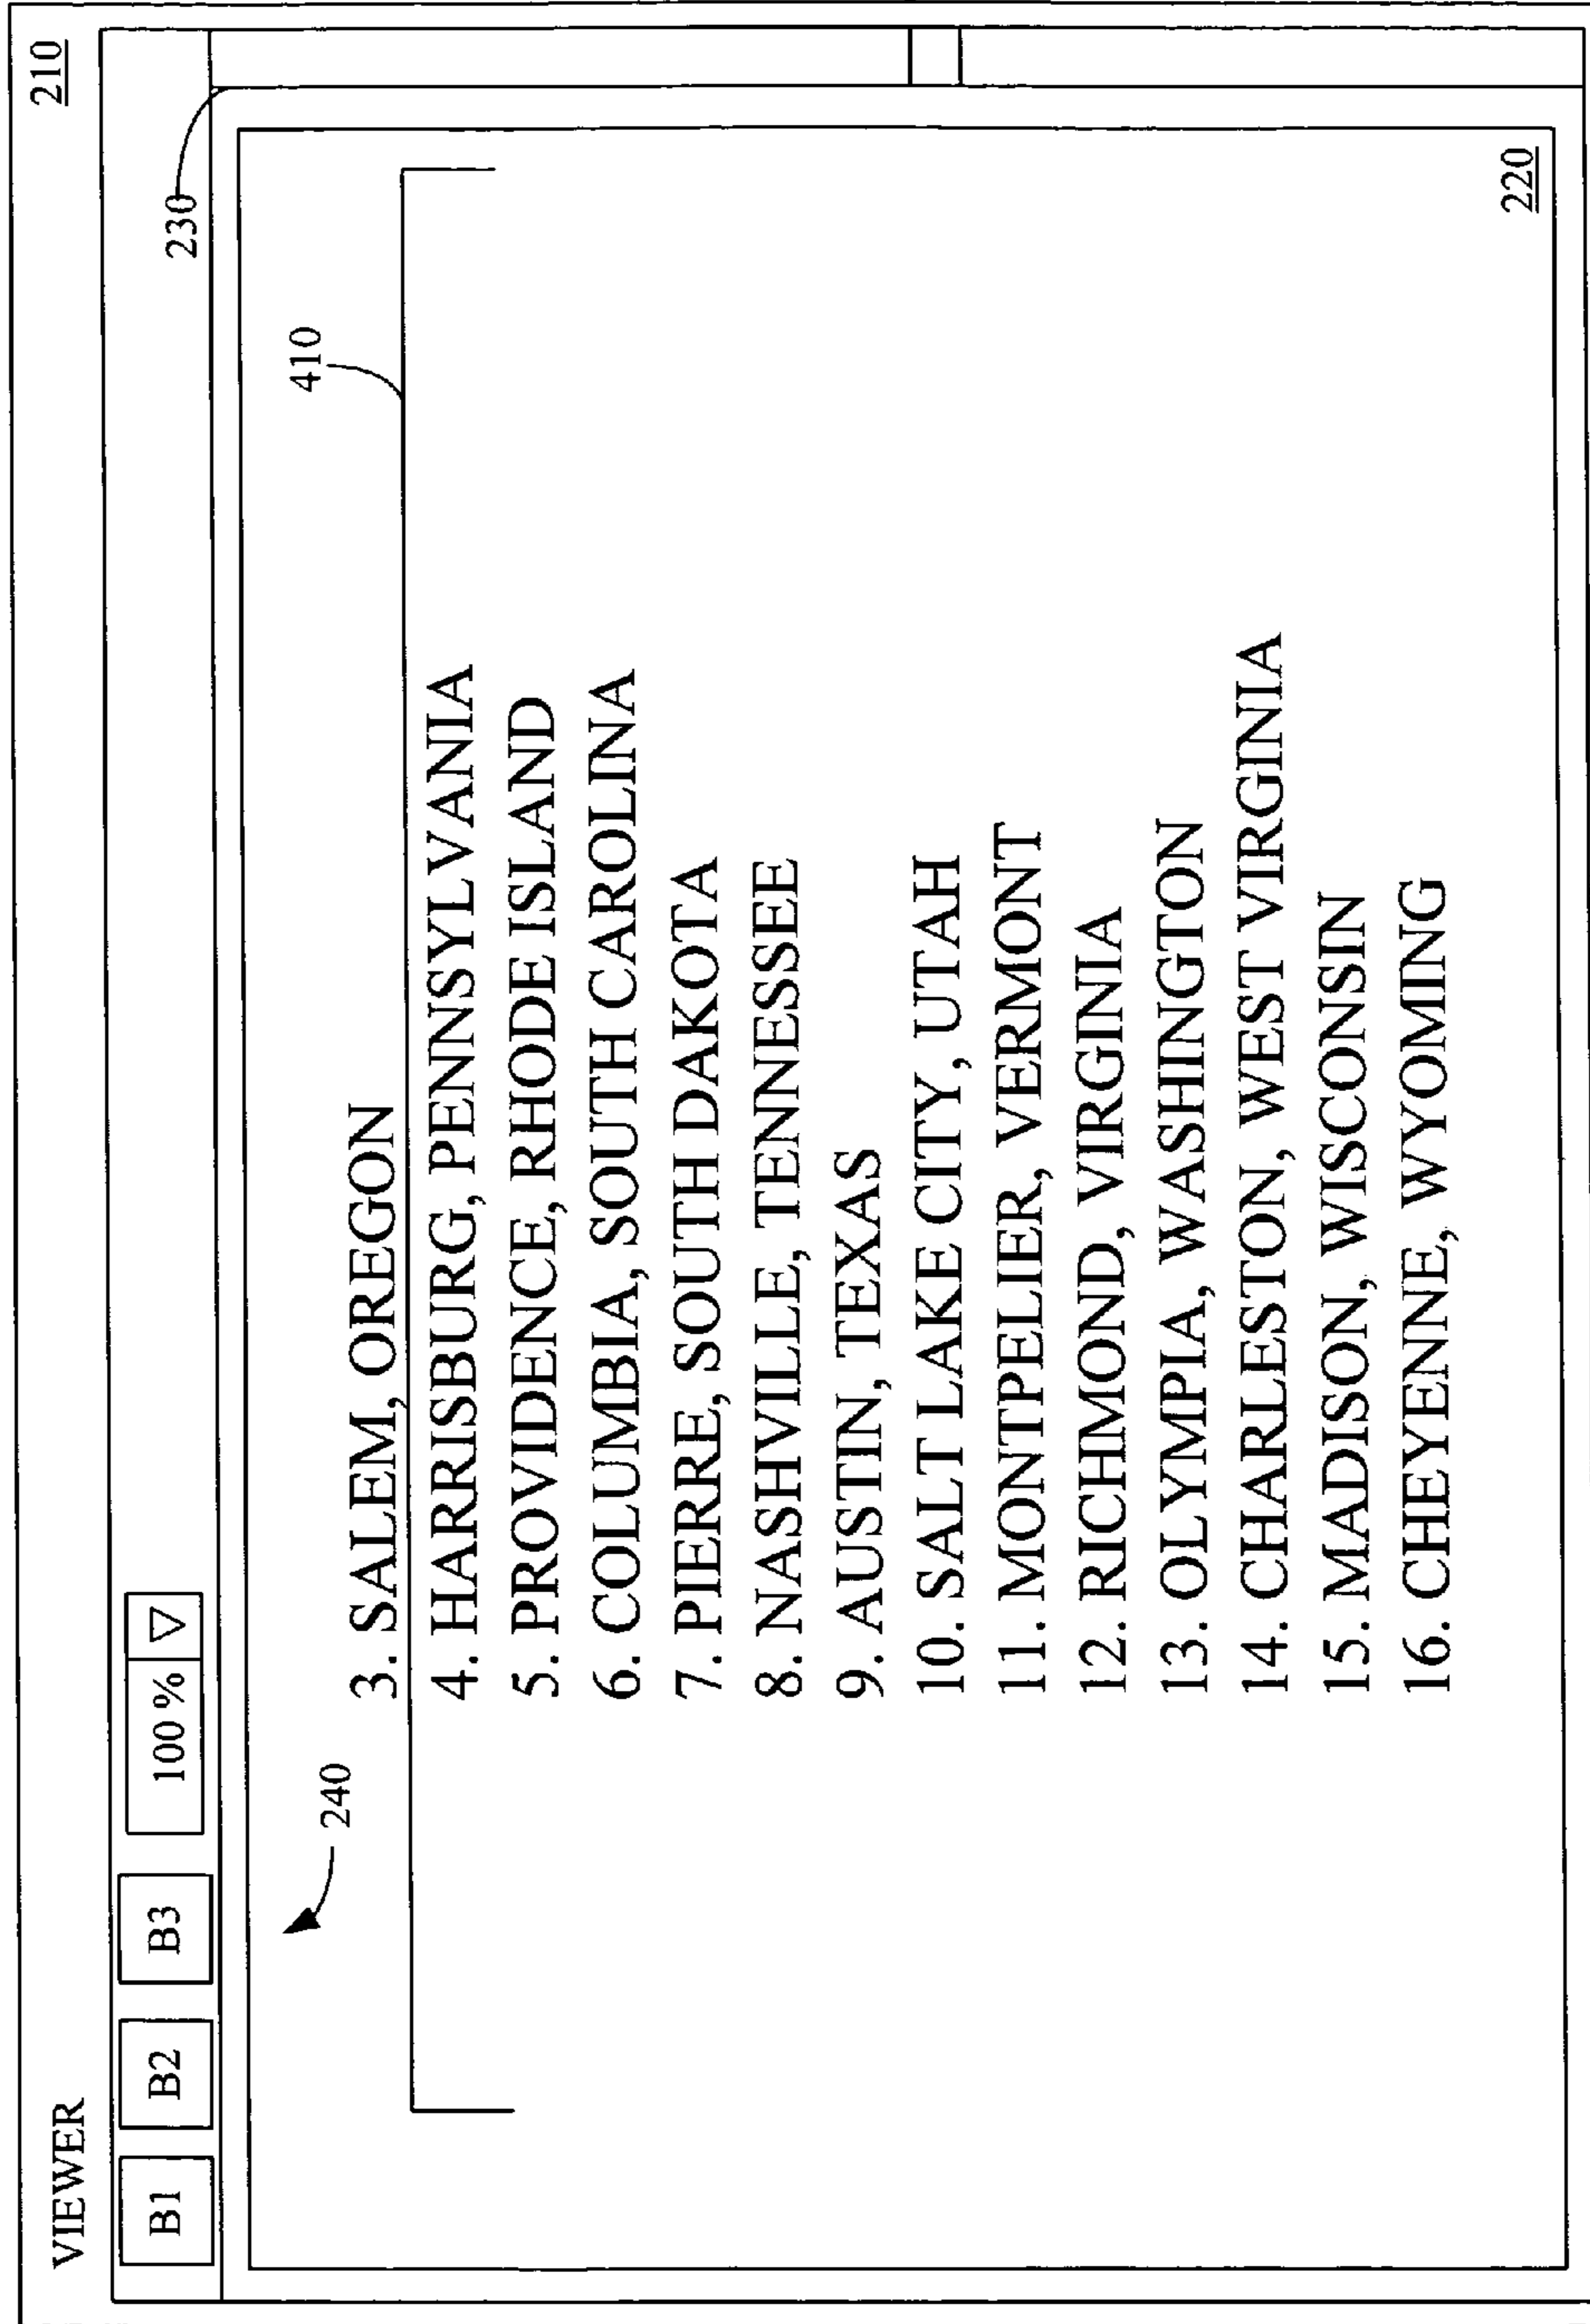 VIEWER
210
B1 B2 B3 100 %
230
240
410
3. SALEM, OREGON
4. HARRISBURG, PENNSYLVANIA
5. PROVIDENCE, RHODE ISLAND
6. COLUMBIA, SOUTH CAROLINA
7. PIERRE, SOUTH DAKOTA
8. NASHVILLE, TENNESSEE
9. AUSTIN, TEXAS
10. SALT LAKE CITY, UTAH
11. MONTPELIER, VERMONT
12. RICHMOND, VIRGINIA
13. OLYMPIA, WASHINGTON
14. CHARLESTON, WEST VIRGINIA
15. MADISON, WISCONSIN
16. CHEYENNE, WYOMING
220